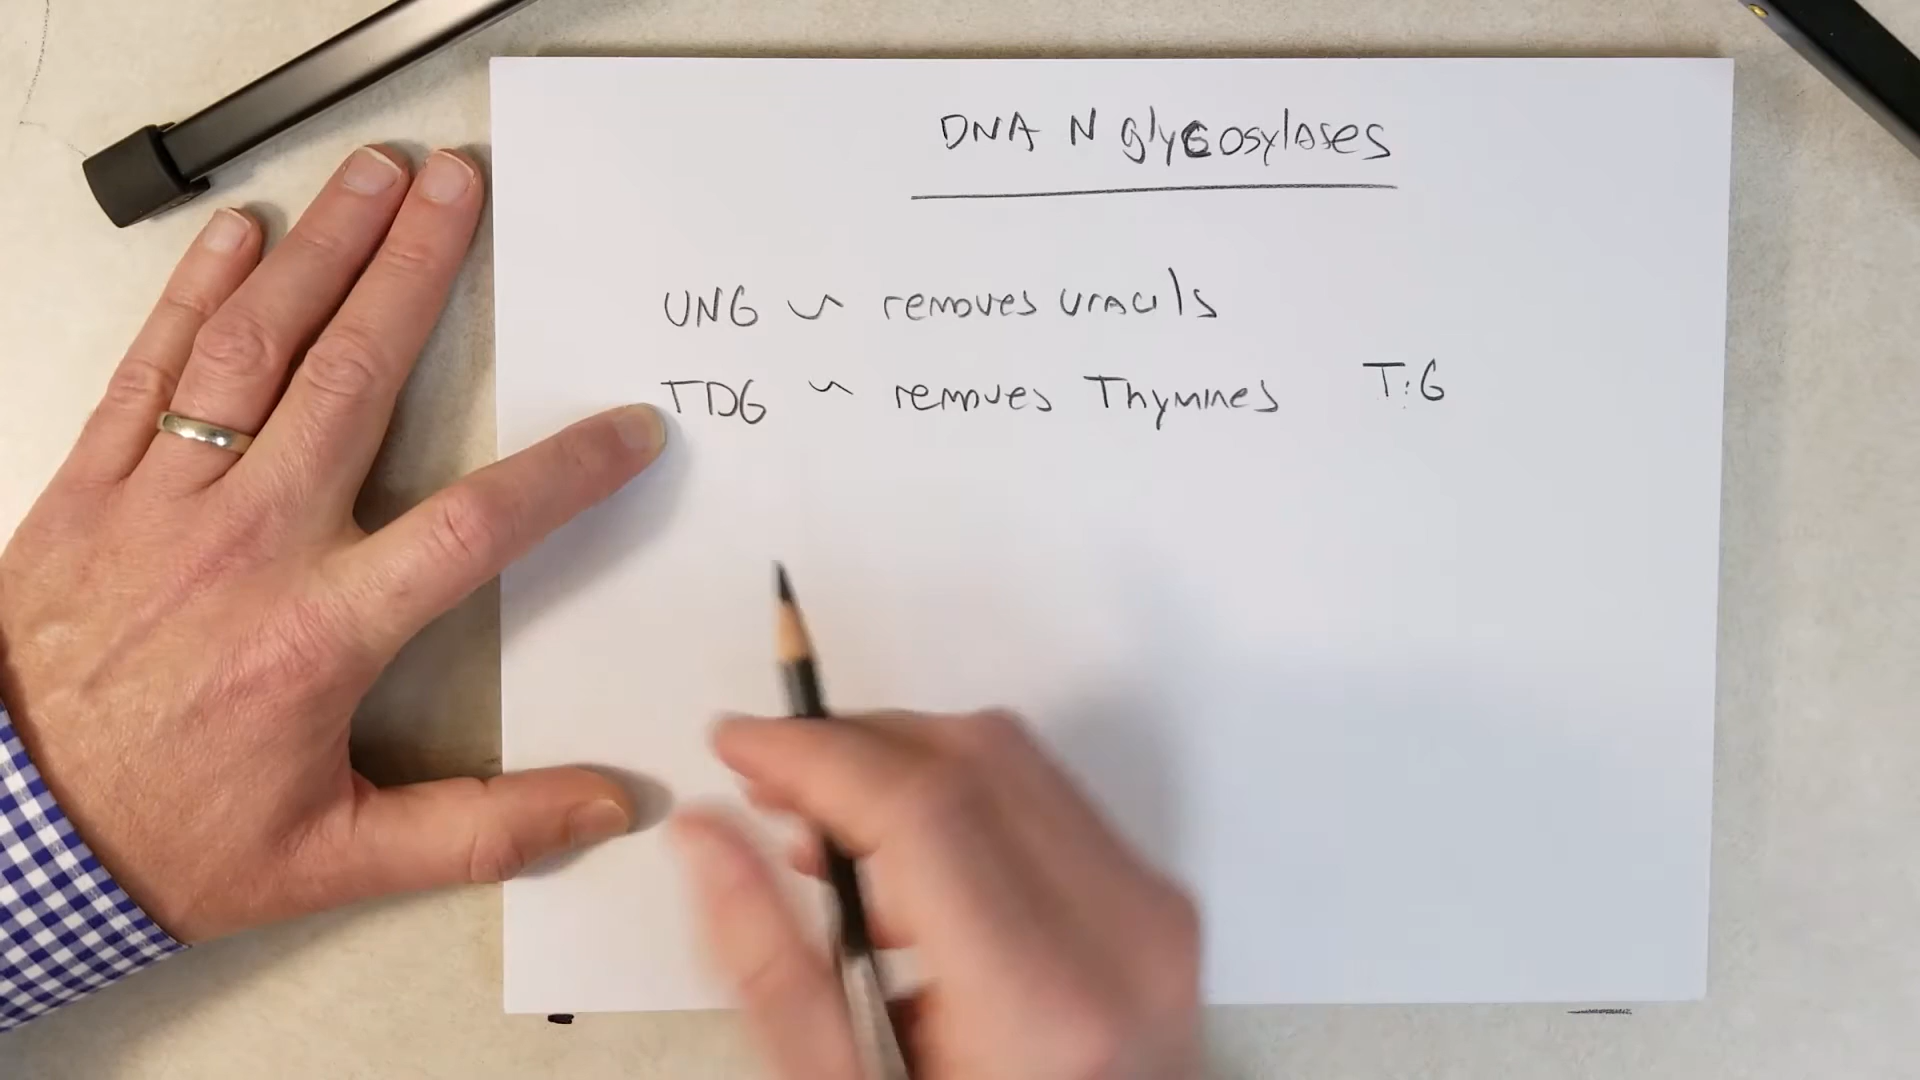 DNA N glycosylases
UNG ~ removes uracils
TDG ~ removes Thymines T:G